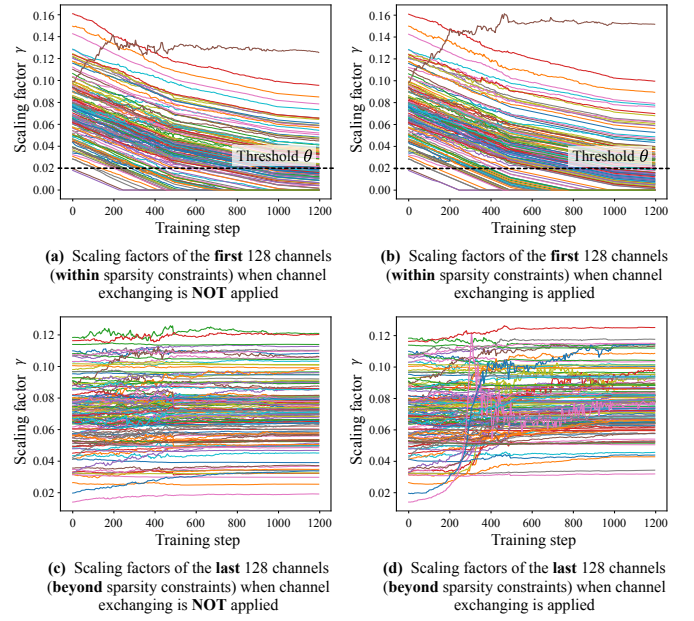 0.16
0.14
0.12
0.10
0.08
0.06
0.04
0.02
0.00
Scaling factor γ
Threshold θ
0 200 400 600 800 1000 1200
Training step
(a) Scaling factors of the first 128 channels
(within sparsity constraints) when channel
exchanging is NOT applied
0.16
0.14
0.12
0.10
0.08
0.06
0.04
0.02
0.00
Scaling factor γ
Threshold θ
0 200 400 600 800 1000 1200
Training step
(b) Scaling factors of the first 128 channels
(within sparsity constraints) when channel
exchanging is applied
0.12
0.10
0.08
0.06
0.04
0.02
Scaling factor γ
0 200 400 600 800 1000 1200
Training step
(c) Scaling factors of the last 128 channels
(beyond sparsity constraints) when channel
exchanging is NOT applied
0.12
0.10
0.08
0.06
0.04
0.02
Scaling factor γ
0 200 400 600 800 1000 1200
Training step
(d) Scaling factors of the last 128 channels
(beyond sparsity constraints) when channel
exchanging is applied